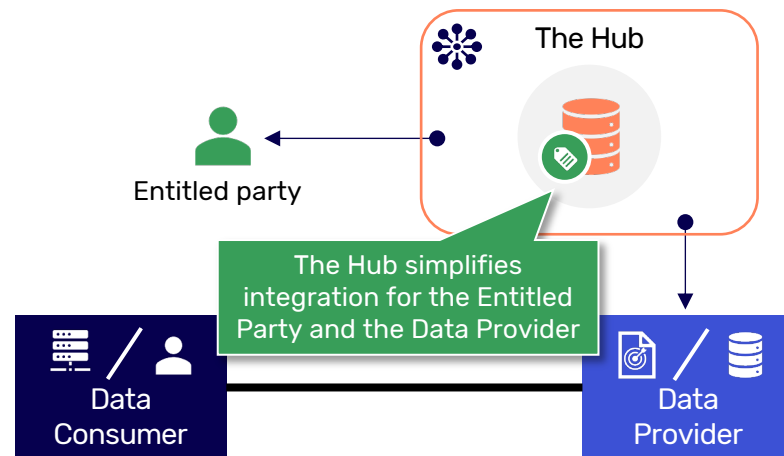 The Hub
Entitled party
The Hub simplifies
integration for the Entitled
Party and the Data Provider
Data
Consumer
Data
Provider